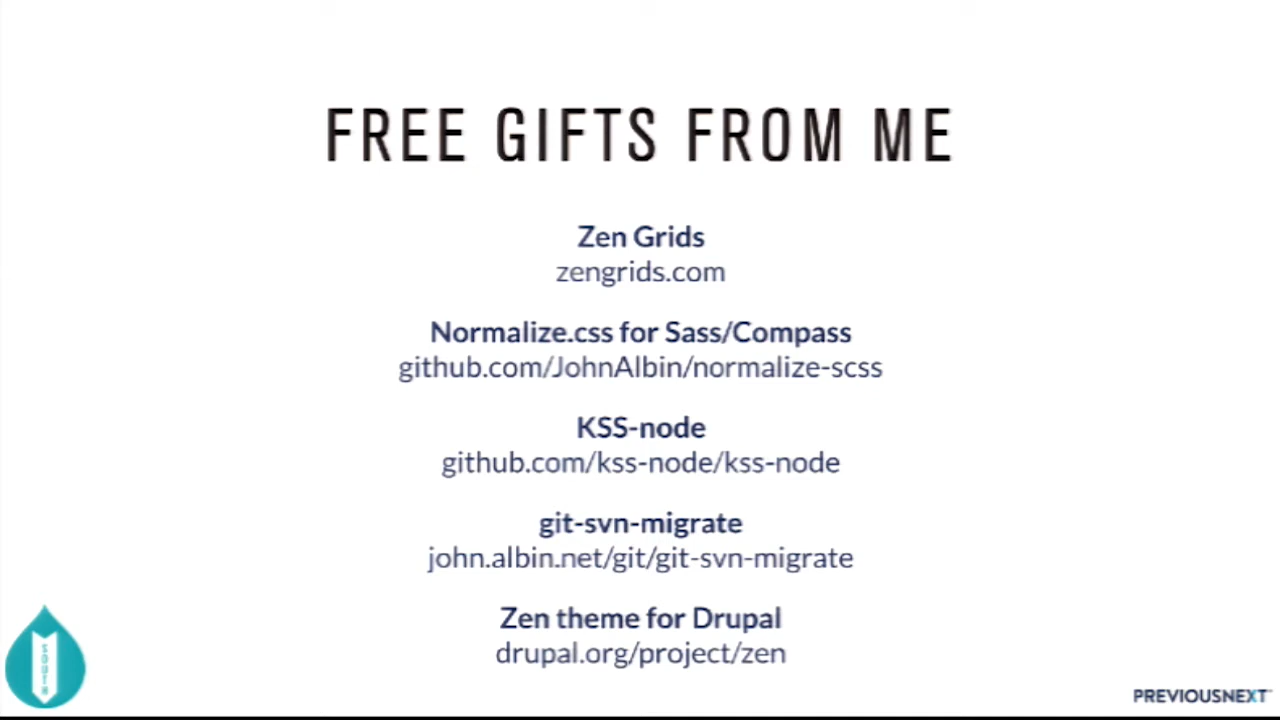 FREE GIFTS FROM ME
Zen Grids
zengrids.com
Normalize.css for Sass/Compass
github.com/JohnAlbin/normalize-scss
KSS-node
github.com/kss-node/kss-node
git-svn-migrate
john.albin.net/git/git-svn-migrate
Zen theme for Drupal
drupal.org/project/zen
SOUTH
PREVIOUSNEXT